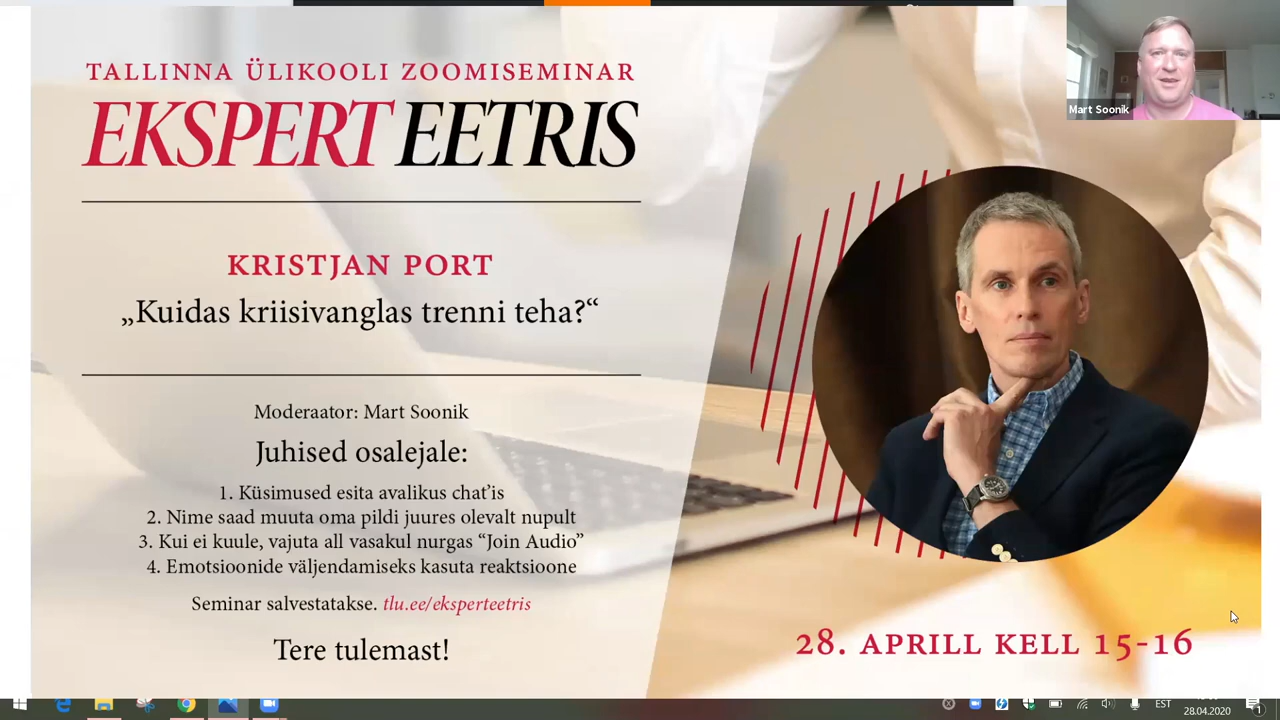 TALLINNA ÜLIKOOLI ZOOMISEMINAR
EKSPERT EETRIS
KRISTJAN PORT
„Kuidas kriisivanglas trenni teha?“
Moderaator: Mart Soonik
Juhised osalejale:
1. Küsimused esita avalikus chat’is
2. Nime saad muuta oma pildi juures olevalt nupult
3. Kui ei kuule, vajuta all vasakul nurgas “Join Audio”
4. Emotsioonide väljendamiseks kasuta reaktsioone
Seminar salvestatakse. tlu.ee/eksperteetris
Tere tulemast!
28. APRILL KELL 15-16
Mart Soonik
EST
28.04.2020
1